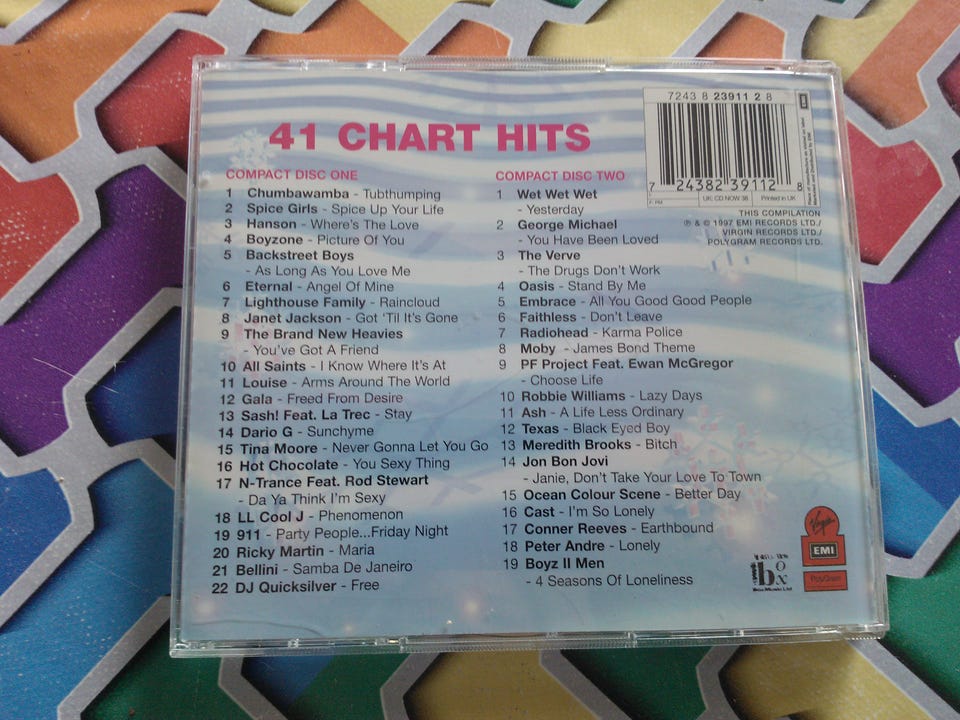 7243 8 23911 2 8
EMI
7 24382 39112 8
UK: CD NOW 38
Printed in UK
41 CHART HITS
THIS COMPILATION
℗ & © 1997 EMI RECORDS LTD./
VIRGIN RECORDS LTD./
POLYGRAM RECORDS LTD.
COMPACT DISC ONE
1 Chumbawamba - Tubthumping
2 Spice Girls - Spice Up Your Life
3 Hanson - Where's The Love
4 Boyzone - Picture Of You
5 Backstreet Boys
- As Long As You Love Me
6 Eternal - Angel Of Mine
7 Lighthouse Family - Raincloud
8 Janet Jackson - Got 'Til It's Gone
9 The Brand New Heavies
- You've Got A Friend
10 All Saints - I Know Where It's At
11 Louise - Arms Around The World
12 Gala - Freed From Desire
13 Sash! Feat. La Trec - Stay
14 Dario G - Sunchyme
15 Tina Moore - Never Gonna Let You Go
16 Hot Chocolate - You Sexy Thing
17 N-Trance Feat. Rod Stewart
- Da Ya Think I'm Sexy
18 LL Cool J - Phenomenon
19 911 - Party People...Friday Night
20 Ricky Martin - Maria
21 Bellini - Samba De Janeiro
22 DJ Quicksilver - Free
COMPACT DISC TWO
1 Wet Wet Wet
- Yesterday
2 George Michael
- You Have Been Loved
3 The Verve
- The Drugs Don't Work
4 Oasis - Stand By Me
5 Embrace - All You Good Good People
6 Faithless - Don't Leave
7 Radiohead - Karma Police
8 Moby - James Bond Theme
9 PF Project Feat. Ewan McGregor
- Choose Life
10 Robbie Williams - Lazy Days
11 Ash - A Life Less Ordinary
12 Texas - Black Eyed Boy
13 Meredith Brooks - Bitch
14 Jon Bon Jovi
- Janie, Don't Take Your Love To Town
15 Ocean Colour Scene - Better Day
16 Cast - I'm So Lonely
17 Conner Reeves - Earthbound
18 Peter Andre - Lonely
19 Boyz II Men
- 4 Seasons Of Loneliness
box
Virgin
EMI
PolyGram